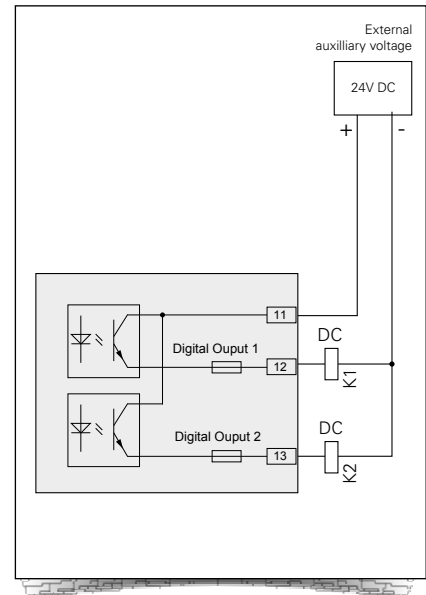 External
auxilliary voltage
24V DC
+ -
11
DC
Digital Ouput 1
12
K1
DC
Digital Ouput 2
13
K2